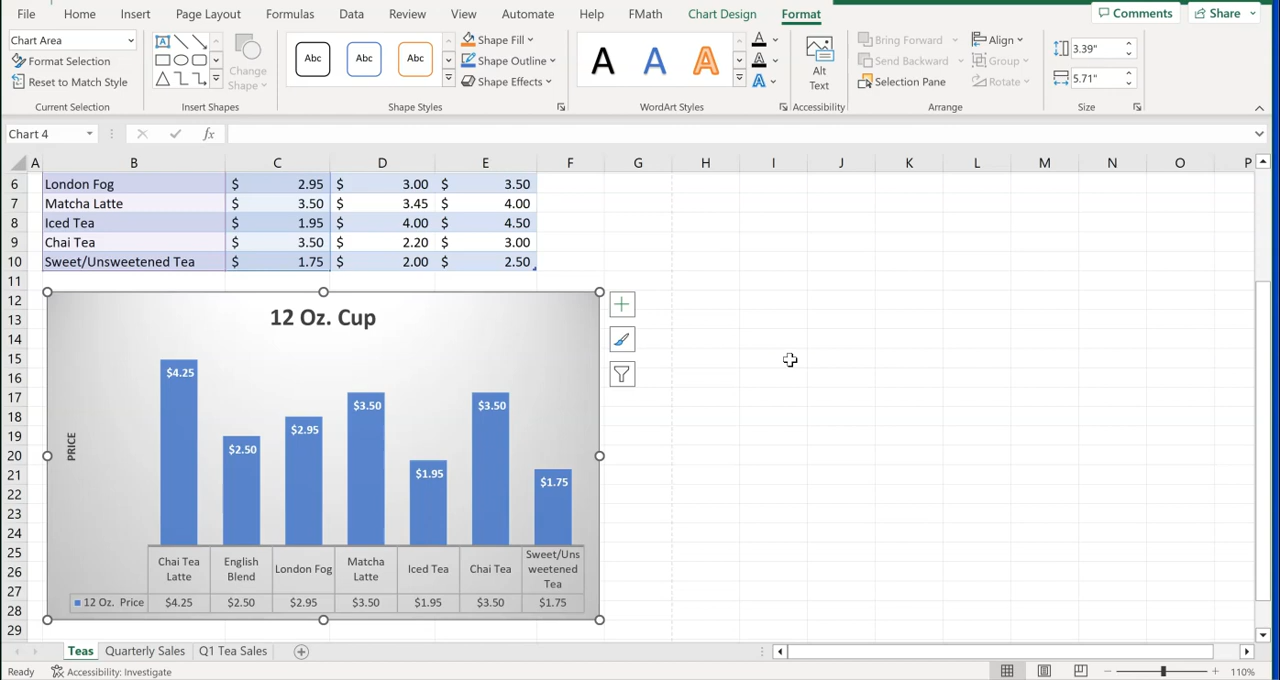 File Home Insert Page Layout Formulas Data Review View Automate Help FMath Chart Design Format Comments Share
Chart Area
Format Selection
Reset to Match Style
Current Selection
Change
Shape
Insert Shapes
Abc Abc Abc
Shape Fill
Shape Outline
Shape Effects
Shape Styles
A A A
A
A
A
WordArt Styles
Alt
Text
Accessibility
Bring Forward
Send Backward
Selection Pane
Align
Group
Rotate
Arrange
3.39"
5.71"
Size
Chart 4 fx
A B C D E F G H I J K L M N O P
6 London Fog $ 2.95 $ 3.00 $ 3.50
7 Matcha Latte $ 3.50 $ 3.45 $ 4.00
8 Iced Tea $ 1.95 $ 4.00 $ 4.50
9 Chai Tea $ 3.50 $ 2.20 $ 3.00
10 Sweet/Unsweetened Tea $ 1.75 $ 2.00 $ 2.50
11
12
13
14
15
16
17
18
19
20
21
22
23
24
25
26
27
28
29
12 Oz. Cup
PRICE
$4.25 $2.50 $2.95 $3.50 $1.95 $3.50 $1.75
Chai Tea
Latte
English
Blend
London Fog
Matcha
Latte
Iced Tea
Chai Tea
Sweet/Uns
weetened
Tea
12 Oz. Price $4.25 $2.50 $2.95 $3.50 $1.95 $3.50 $1.75
Teas Quarterly Sales Q1 Tea Sales
Ready Accessibility: Investigate 110%